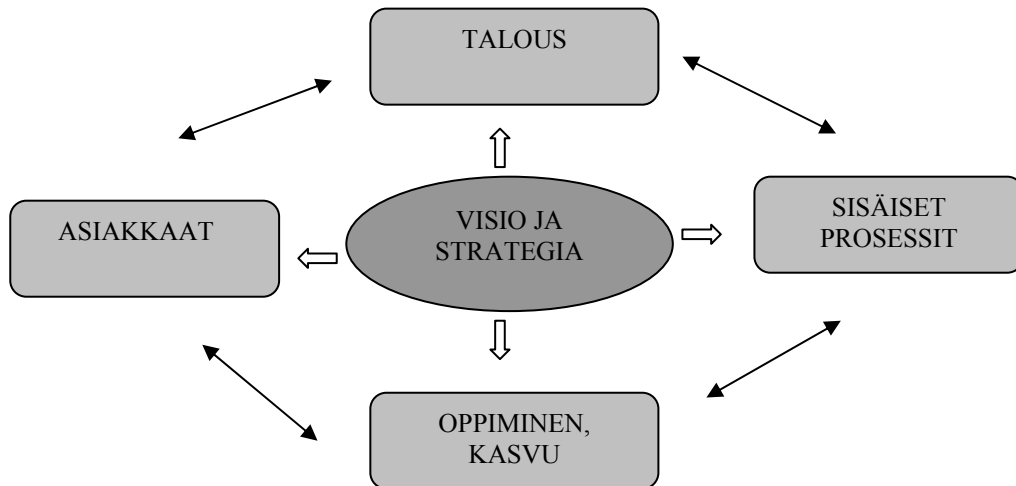 TALOUS
ASIAKKAAT
VISIO JA
STRATEGIA
SISÄISET
PROSESSIT
OPPIMINEN,
KASVU